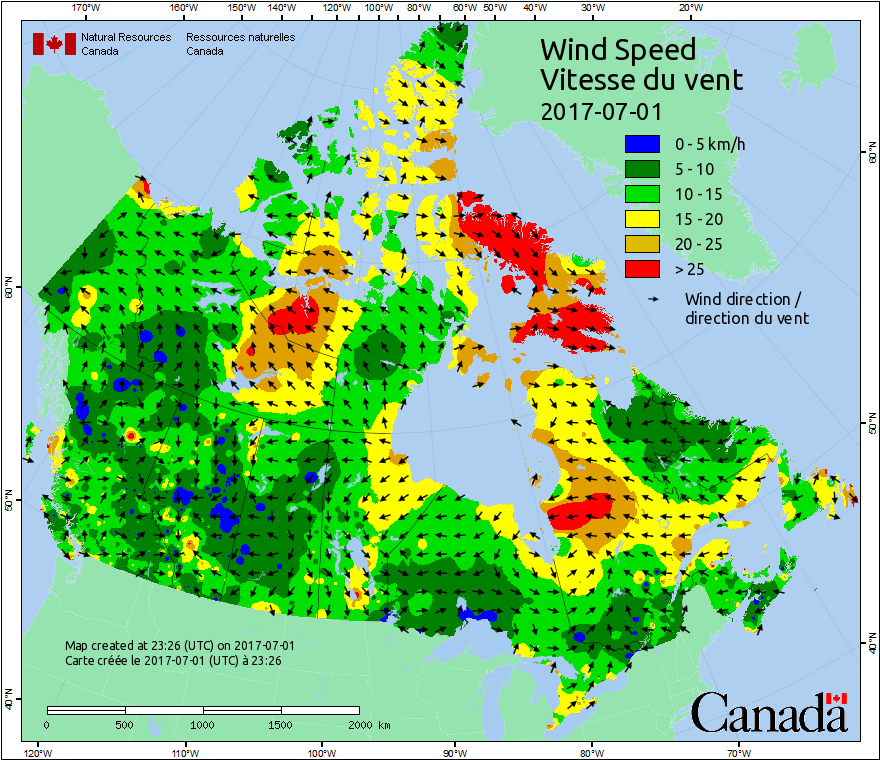 170°W 160°W 150°W 140°W 120°W 100°W 80°W 60°W 50°W 40°W 30°W 20°W
Natural Resources Canada
Ressources naturelles Canada
Wind Speed
Vitesse du vent
2017-07-01
0 - 5 km/h
5 - 10
10 - 15
15 - 20
20 - 25
> 25
Wind direction /
direction du vent
60°N
50°N
40°N
60°N
50°N
40°N
Map created at 23:26 (UTC) on 2017-07-01
Carte créée le 2017-07-01 (UTC) à 23:26
0 500 1000 1500 2000 km
Canada
120°W 110°W 100°W 90°W 80°W 70°W